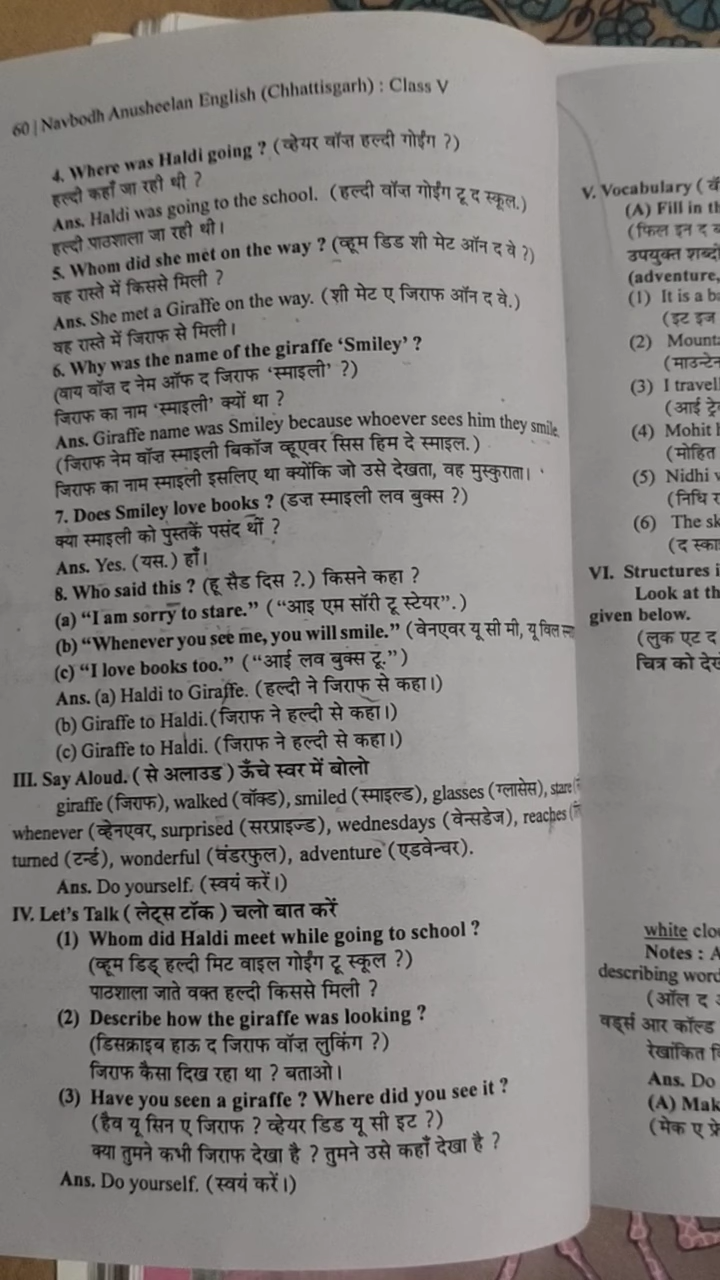 60 | Navbodh Anusheelan English (Chhattisgarh) : Class V
4. Where was Haldi going ? (व्हेयर वॉज़ हल्दी गोईंग ?)
हल्दी कहाँ जा रही थी ?
Ans. Haldi was going to the school. (हल्दी वॉज़ गोईंग टू द स्कूल.)
हल्दी पाठशाला जा रही थी।
5. Whom did she met on the way ? (व्हूम डिड शी मेट ऑन द वे ?)
वह रास्ते में किससे मिली ?
Ans. She met a Giraffe on the way. (शी मेट ए जिराफ ऑन द वे.)
वह रास्ते में जिराफ से मिली।
6. Why was the name of the giraffe ‘Smiley’ ?
(वाय वॉज़ द नेम ऑफ द जिराफ ‘स्माइली’ ?)
जिराफ का नाम ‘स्माइली’ क्यों था ?
Ans. Giraffe name was Smiley because whoever sees him they smile.
(जिराफ नेम वॉज़ स्माइली बिकॉज व्हूएवर सिस हिम दे स्माइल.)
जिराफ का नाम स्माइली इसलिए था क्योंकि जो उसे देखता, वह मुस्कुराता।
7. Does Smiley love books ? (डज़ स्माइली लव बुक्स ?)
क्या स्माइली को पुस्तकें पसंद थीं ?
Ans. Yes. (यस.) हाँ।
8. Who said this ? (हू सैड दिस ?.) किसने कहा ?
(a) “I am sorry to stare.” (“आइ एम सॉरी टू स्टेयर”.)
(b) “Whenever you see me, you will smile.” (वेनएवर यू सी मी, यू विल
(c) “I love books too.” (“आई लव बुक्स टू.”)
Ans. (a) Haldi to Giraffe. (हल्दी ने जिराफ से कहा।)
(b) Giraffe to Haldi. (जिराफ ने हल्दी से कहा।)
(c) Giraffe to Haldi. (जिराफ ने हल्दी से कहा।)
III. Say Aloud. ( से अलाउड ) ऊँचे स्वर में बोलो
giraffe (जिराफ), walked (वॉक्ड), smiled (स्माइल्ड), glasses (ग्लासेस), stare
whenever (व्हेनएवर, surprised (सरप्राइज्ड), wednesdays (वेन्सडेज), reaches
turned (टर्न्ड), wonderful (वंडरफुल), adventure (एडवेन्चर).
Ans. Do yourself. (स्वयं करें।)
IV. Let’s Talk ( लेट्स टॉक ) चलो बात करें
(1) Whom did Haldi meet while going to school ?
(व्हूम डिड् हल्दी मिट वाइल गोईंग टू स्कूल ?)
पाठशाला जाते वक्त हल्दी किससे मिली ?
(2) Describe how the giraffe was looking ?
(डिसक्राइब हाऊ द जिराफ वॉज़ लुकिंग ?)
जिराफ कैसा दिख रहा था ? बताओ।
(3) Have you seen a giraffe ? Where did you see it ?
(हैव यू सिन ए जिराफ ? व्हेयर डिड यू सी इट ?)
क्या तुमने कभी जिराफ देखा है ? तुमने उसे कहाँ देखा है ?
Ans. Do yourself. (स्वयं करें।)
V. Vocabulary (
(A) Fill in
(फिल इन द
उपयुक्त
(adventure,
(1) It is a
(इट इज
(2)
(3) I
(आई
(4) Mohit
(मोहित
(5) Nidhi
(निधि
(6) The
(द
VI. Structures
Look at
given below.
(लुक एट द
चित्र को
white
Notes :
describing
(ऑल द
वर्ड्स आर कॉल्ड
रेखांकित
Ans. Do
(A)
(मेक ए